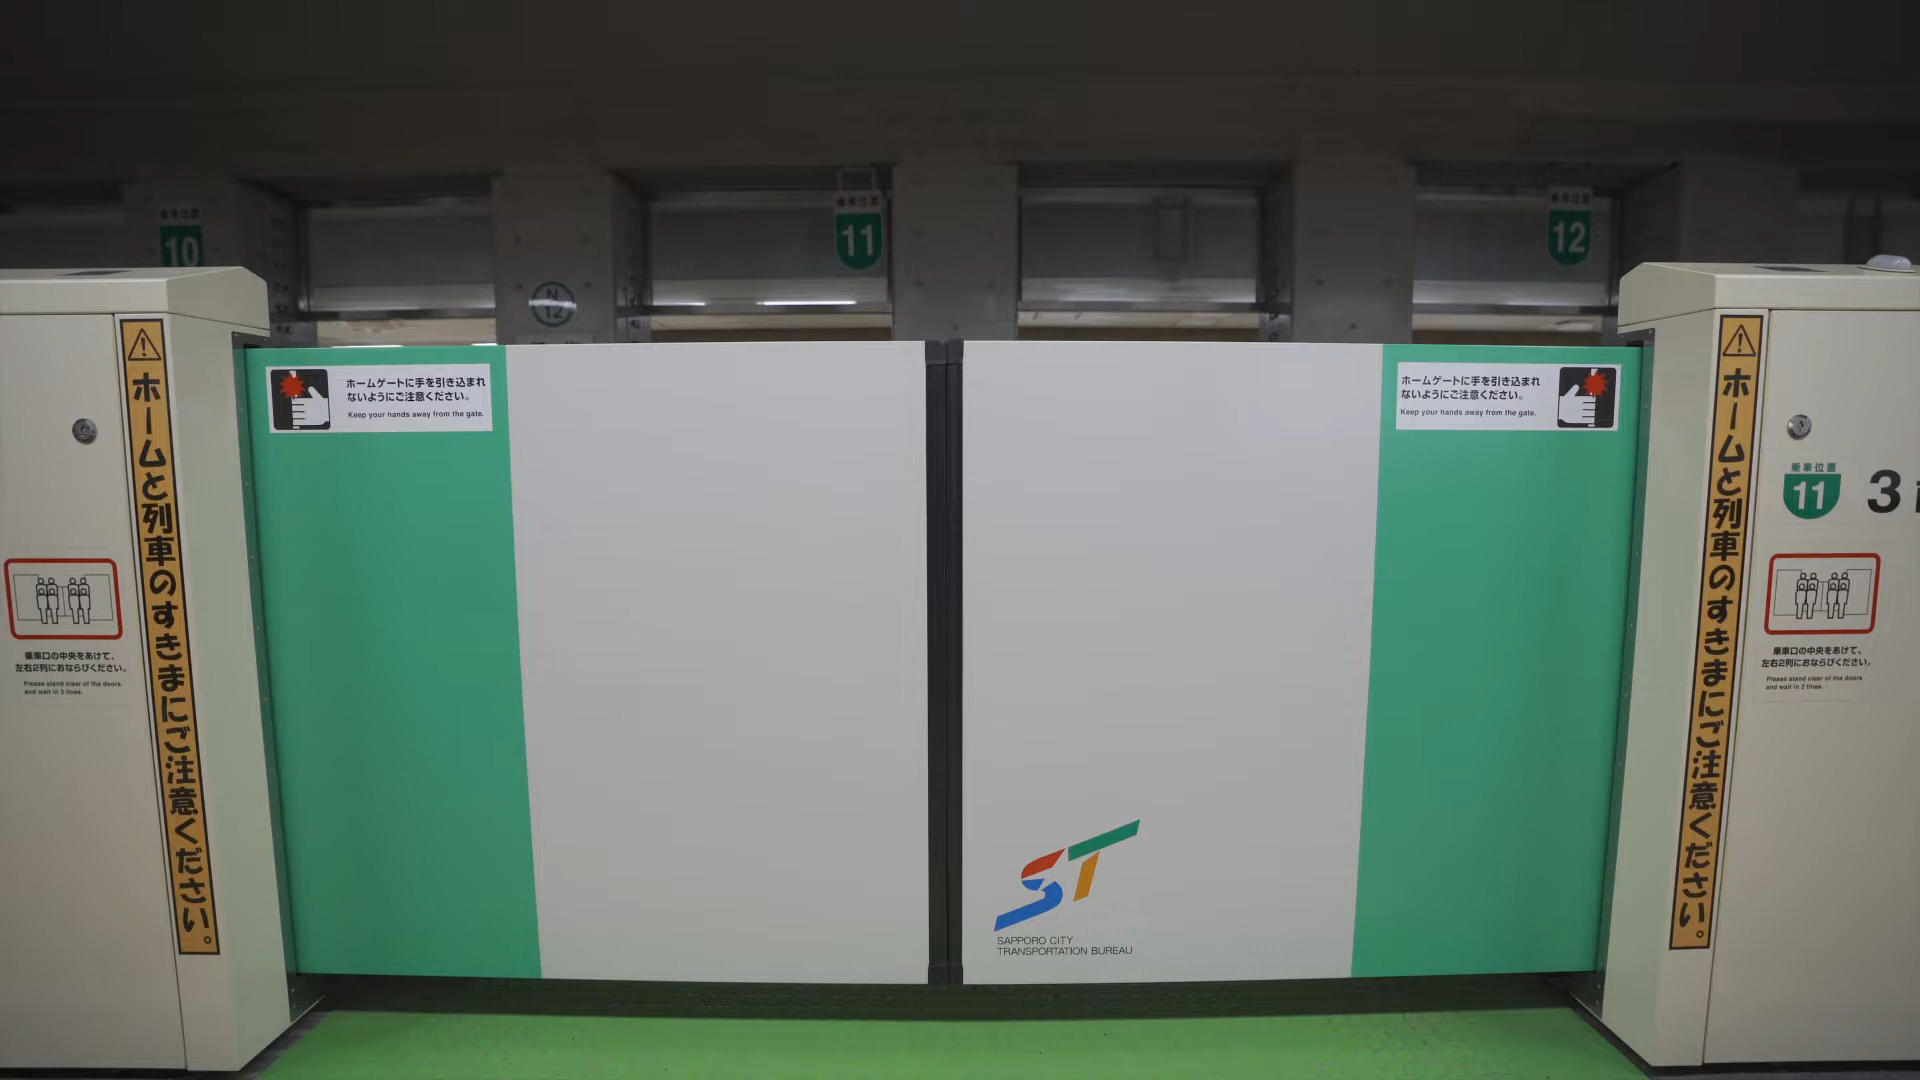 10
N
12
乗車位置
11
乗車位置
12
ホームゲートに手を引き込まれ
ないようにご注意ください。
Keep your hands away from the gate.
ホームゲートに手を引き込まれ
ないようにご注意ください。
Keep your hands away from the gate.
ホームと列車のすきまにご注意ください。
ホームと列車のすきまにご注意ください。
乗車位置
11
3
乗車口の中央をあけて、
左右2列におならびください。
Please stand clear of the doors
and wait in 2 lines.
乗車口の中央をあけて、
左右2列におならびください。
Please stand clear of the doors
and wait in 2 lines.
ST
SAPPORO CITY
TRANSPORTATION BUREAU